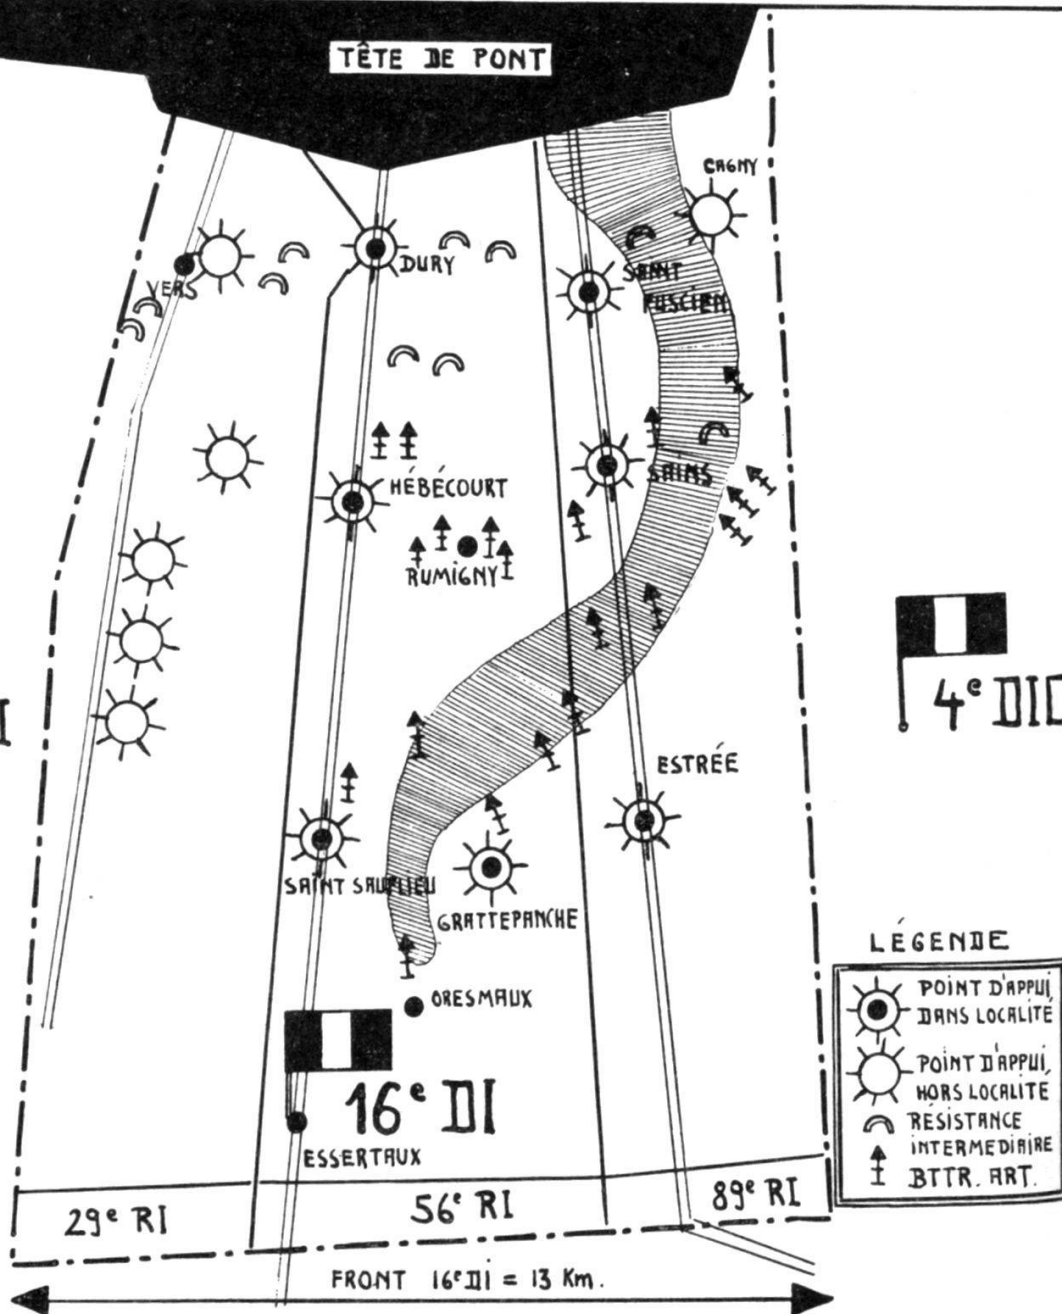 TÊTE DE PONT
CAGNY
VERS
DURY
SAINT
FUSCIEN
HÉBÉCOURT
SAINS
RUMIGNY
4e DIC
ESTRÉE
SAINT SAUFLIEU
GRATTEPANCHE
ORESMAUX
16e DI
ESSERTAUX
29e RI
56e RI
89e RI
FRONT 16e DI = 13 Km.
LÉGENDE
POINT D'APPUI
DANS LOCALITÉ
POINT D'APPUI
HORS LOCALITÉ
RÉSISTANCE
INTERMEDIAIRE
BTTR. ART.